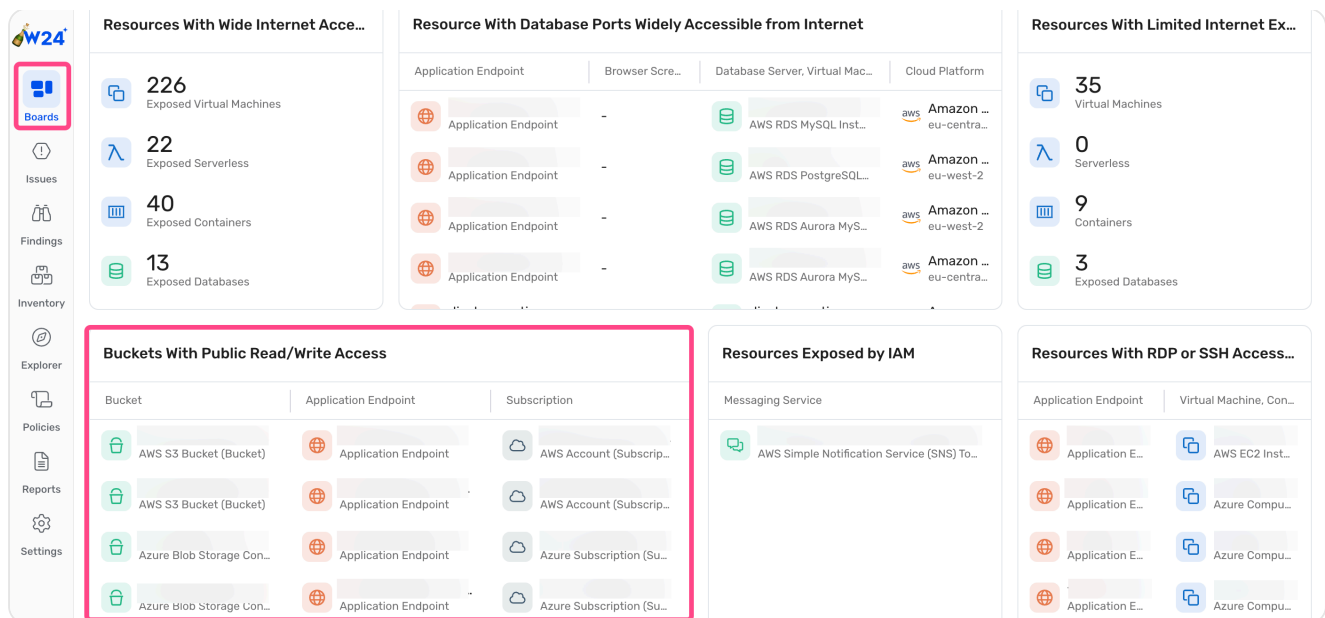 W24
Boards
Issues
Findings
Inventory
Explorer
Policies
Reports
Settings
Resources With Wide Internet Acce...
226
Exposed Virtual Machines
22
Exposed Serverless
40
Exposed Containers
13
Exposed Databases
Resource With Database Ports Widely Accessible from Internet
Application Endpoint Browser Scre... Database Server, Virtual Mac... Cloud Platform
Application Endpoint - AWS RDS MySQL Inst... aws Amazon ... eu-centra...
Application Endpoint - AWS RDS PostgreSQL... aws Amazon ... eu-west-2
Application Endpoint - AWS RDS Aurora MyS... aws Amazon ... eu-west-2
Application Endpoint - AWS RDS Aurora MyS... aws Amazon ... eu-centra...
Resources With Limited Internet Ex...
35
Virtual Machines
0
Serverless
9
Containers
3
Exposed Databases
Buckets With Public Read/Write Access
Bucket Application Endpoint Subscription
AWS S3 Bucket (Bucket) Application Endpoint AWS Account (Subscrip...
AWS S3 Bucket (Bucket) Application Endpoint AWS Account (Subscrip...
Azure Blob Storage Con... Application Endpoint Azure Subscription (Su...
Azure Blob Storage Con... Application Endpoint Azure Subscription (Su...
Resources Exposed by IAM
Messaging Service
AWS Simple Notification Service (SNS) To...
Resources With RDP or SSH Access...
Application Endpoint Virtual Machine, Con...
Application E... AWS EC2 Inst...
Application E... Azure Compu...
Application E... Azure Compu...
Application E... Azure Compu...